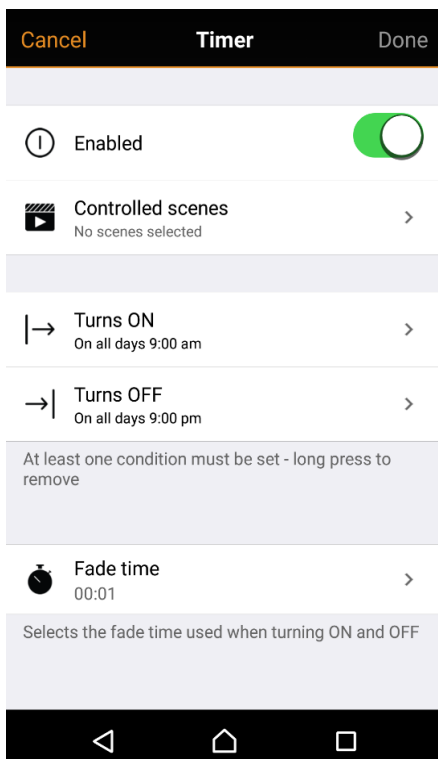 Cancel Timer Done
Enabled
Controlled scenes
No scenes selected
Turns ON
On all days 9:00 am
Turns OFF
On all days 9:00 pm
At least one condition must be set - long press to
remove
Fade time
00:01
Selects the fade time used when turning ON and OFF